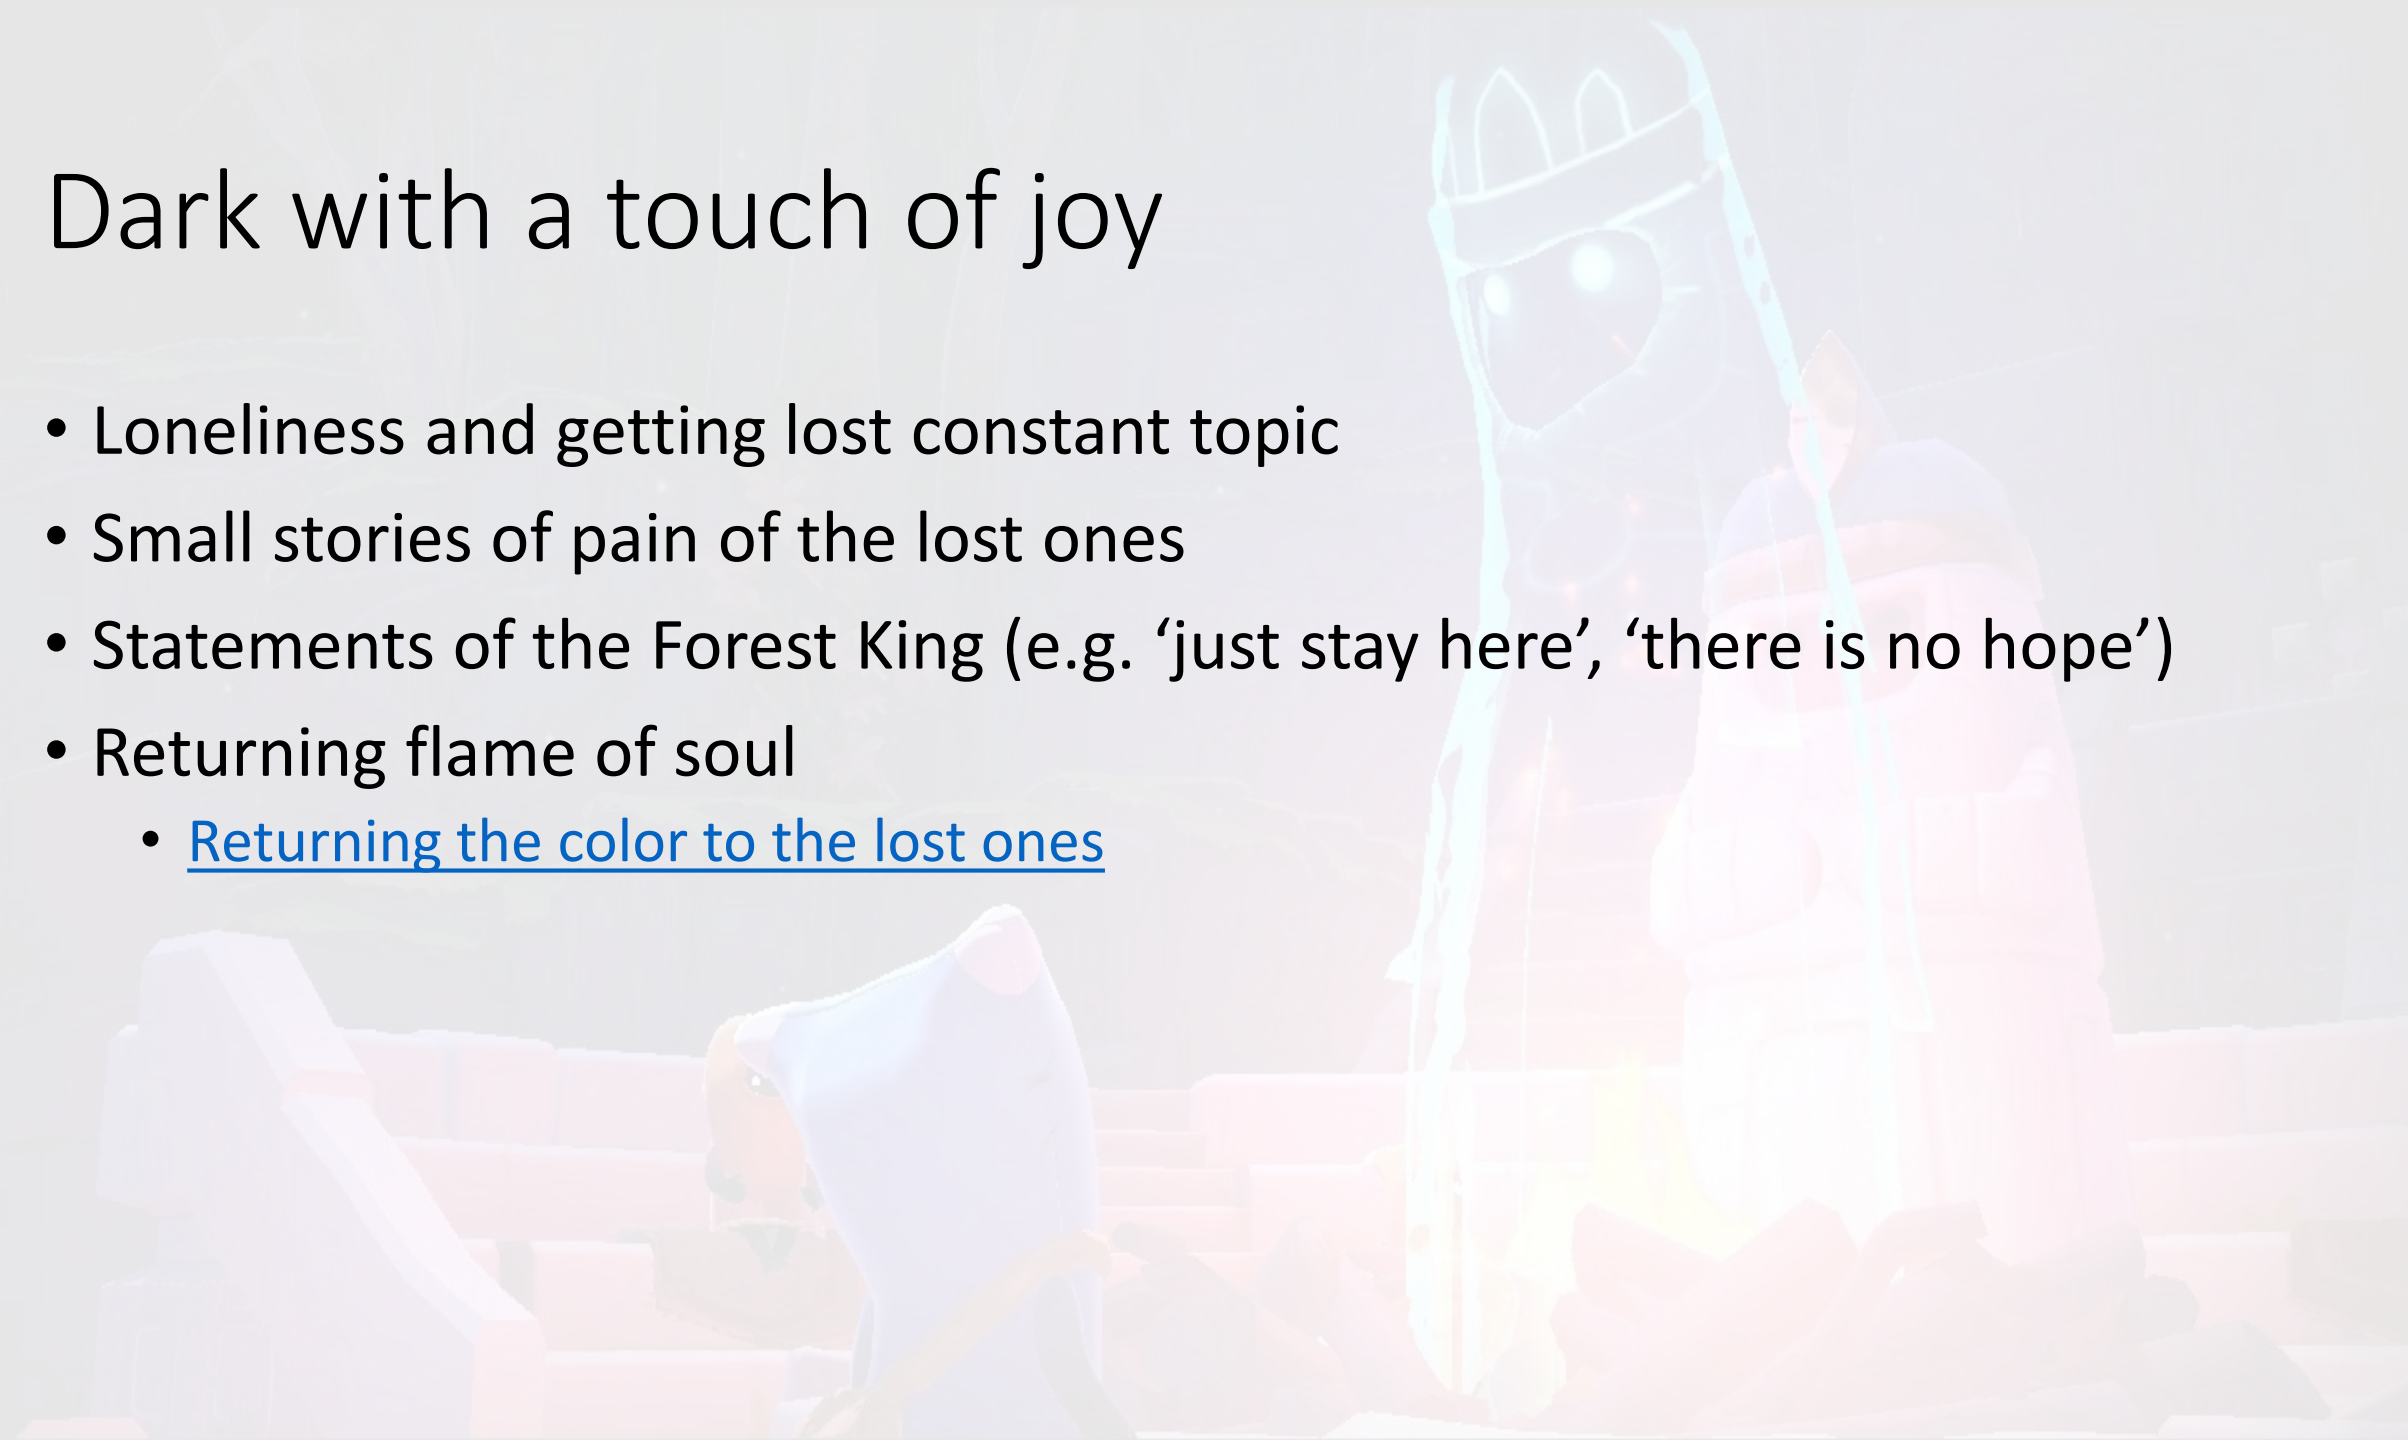 Dark with a touch of joy
• Loneliness and getting lost constant topic
• Small stories of pain of the lost ones
• Statements of the Forest King (e.g. ‘just stay here’, ‘there is no hope’)
• Returning flame of soul
• Returning the color to the lost ones